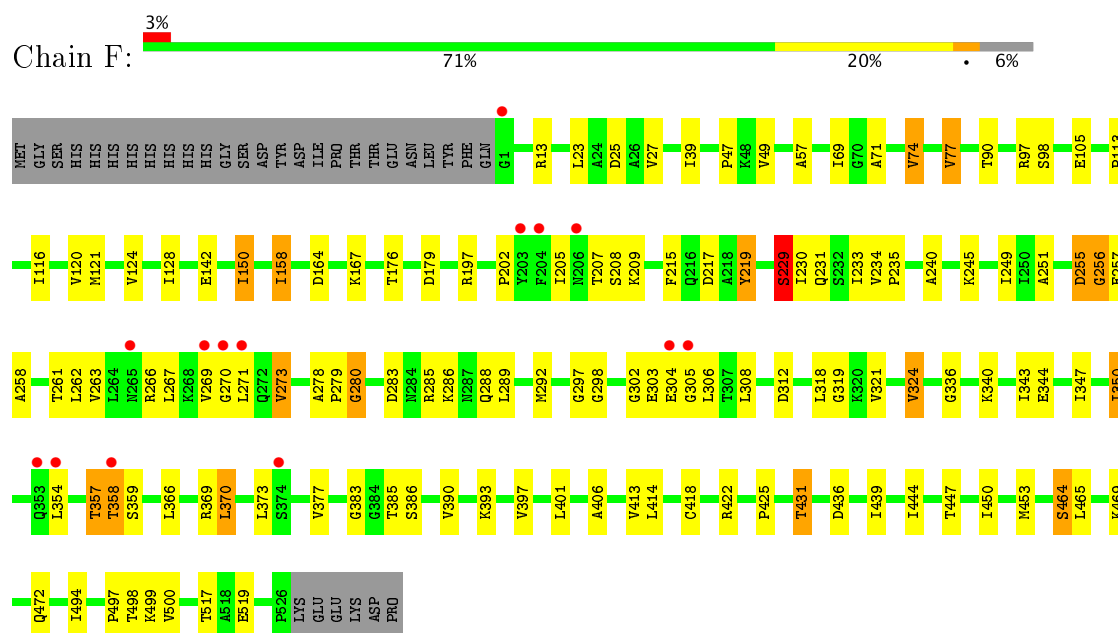 3%
Chain F:
71% 20% • 6%
MET GLY SER HIS HIS HIS HIS HIS HIS HIS HIS HIS HIS GLY SER ASP TYR ASP ILE PRO THR THR GLU ASN LEU TYR PHE GLN G1 R13 L23 A24 D25 A26 V27 I39 P47 K48 V49 A57 I69 G70 A71 V74 V77 T90 R97 S98 E105
I116 V120 M121 V124 I128 E142 I150 I158 D164 K167 T176 D179 R197 P202 Y203 F204 I205 N206 T207 S208 K209 F215 Q216 D217 A218 Y219 S229 I230 Q231 S232 I233 V234 P235 A240 K245 I249 I250 A251 D255 G256
A258 T261 L262 V263 L264 N265 R266 L267 K268 V269 G270 L271 Q272 V273 A278 P279 G280 D283 N284 R285 K286 N287 Q288 L289 M292 G297 G298 G302 E303 E304 G305 L306 T307 L308 D312 L318 G319 K320 V321 V324 G336 K340 I343 E344 I347
Q353 L354 T357 T358 S359 L366 R369 L370 L373 S374 V377 G383 G384 T385 S386 V390 K393 V397 L401 A406 V413 L414 C418 R422 P425 T431 D436 I439 I444 T447 I450 M453 S464 L465
Q472 I494 P497 T498 K499 V500 T517 A518 E519 P526 LYS GLU GLU LYS ASP PRO